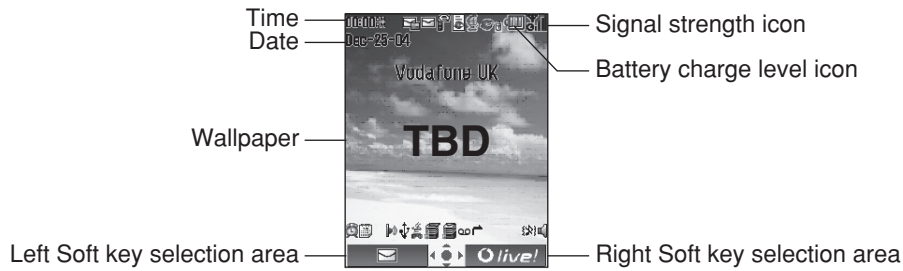 Time
Date
Wallpaper
Left Soft key selection area
Signal strength icon
Battery charge level icon
Right Soft key selection area
Dec-25-04
Vodafone UK
TBD
live!